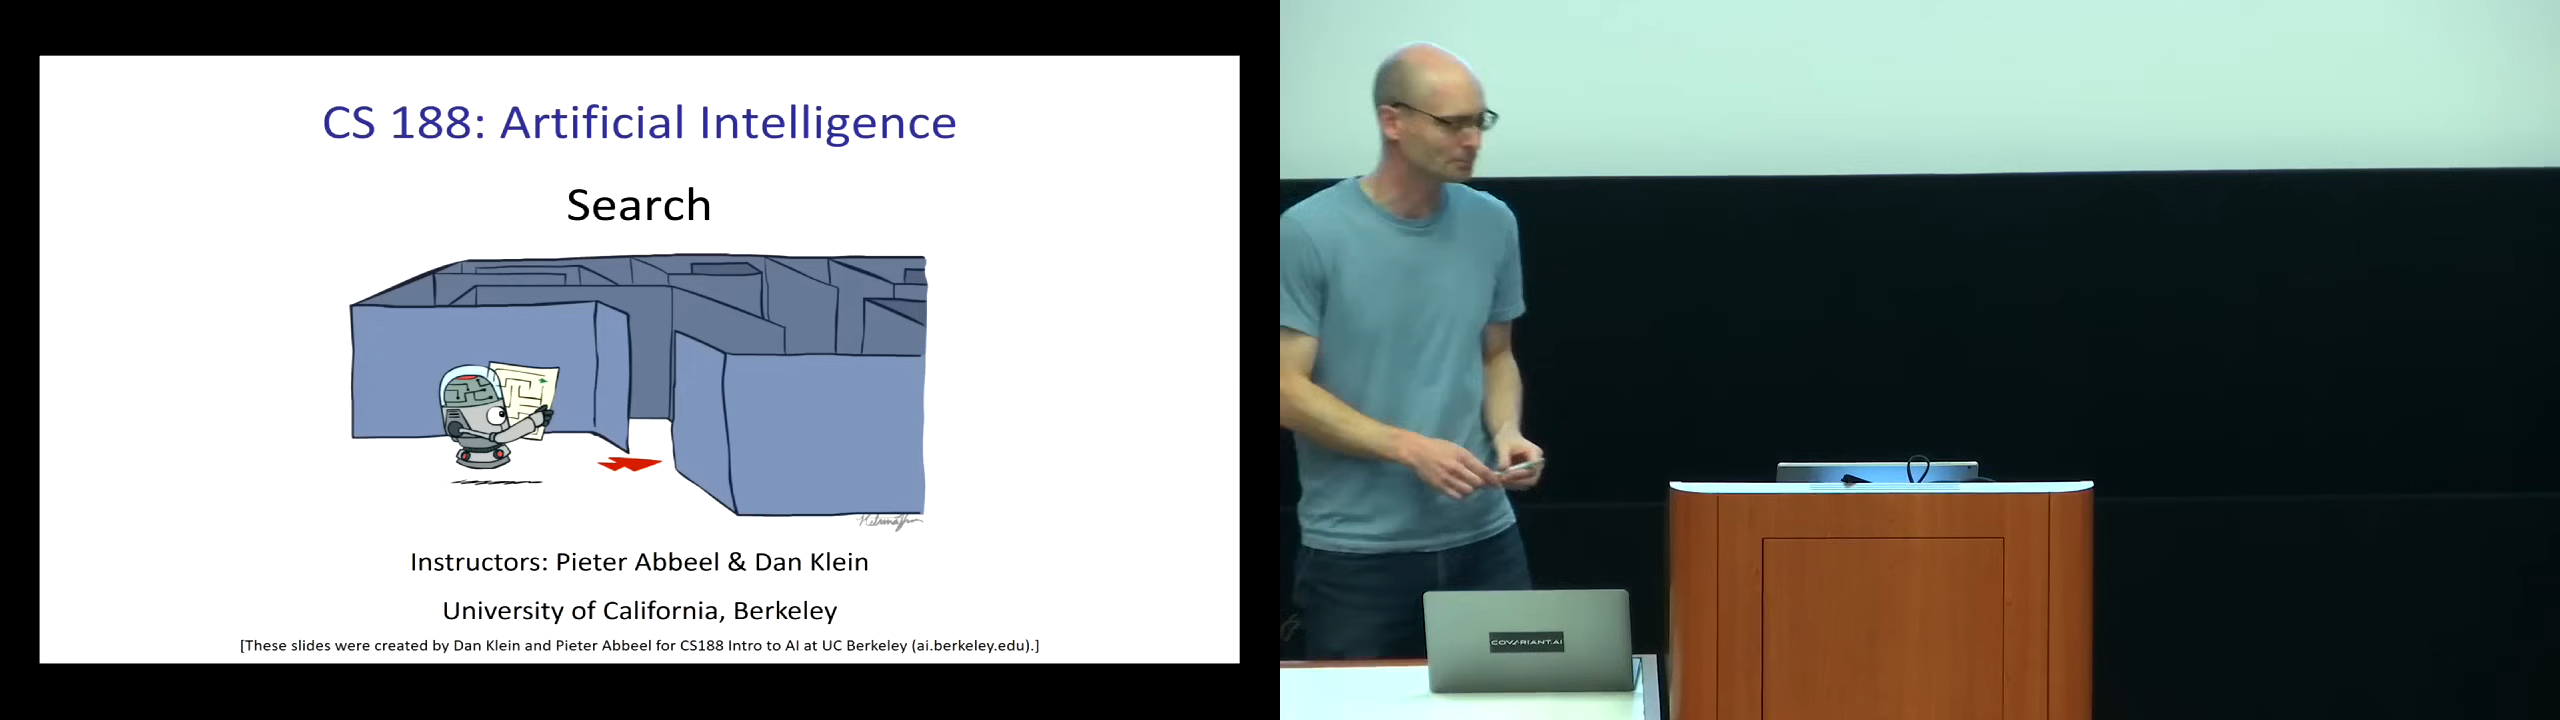 CS 188: Artificial Intelligence
Search
Instructors: Pieter Abbeel & Dan Klein
University of California, Berkeley
[These slides were created by Dan Klein and Pieter Abbeel for CS188 Intro to AI at UC Berkeley (ai.berkeley.edu).]
COVARIANT.AI